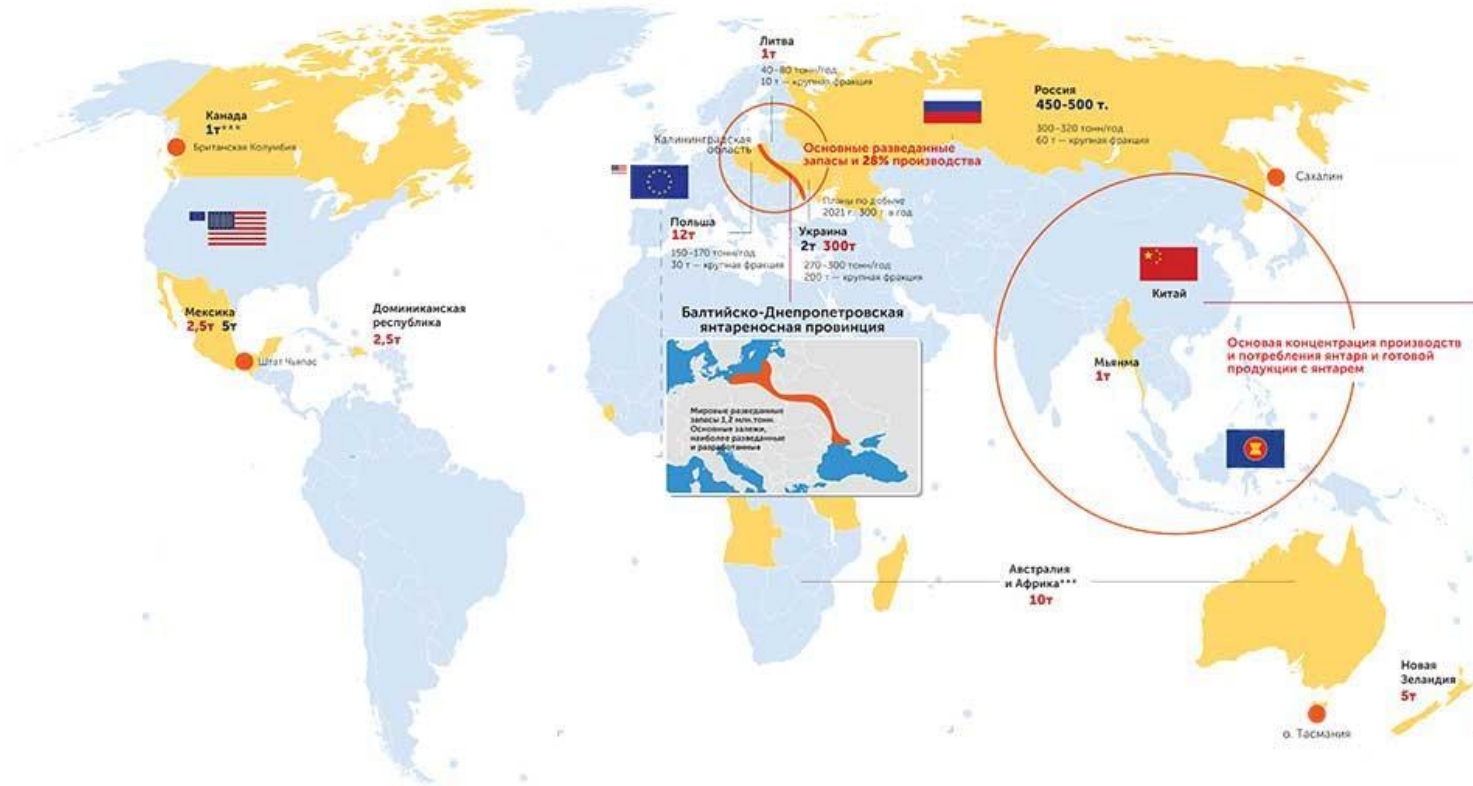 Литва
1т
40–80 тонн/год
10 т — крупная фракция
Россия
450-500 т.
300–320 тонн/год
60 т — крупная фракция
Канада
1т***
Британская Колумбия
Калининградская
область
Основные разведанные
запасы и 28% производства
Сахалин
Планы по добыче
2021 г. 300 т. в год
Польша
12т
150–170 тонн/год
30 т — крупная фракция
Украина
2т 300т
270–300 тонн/год
200 т — крупная фракция
Китай
Мексика
2,5т 5т
Штат Чьяпас
Доминиканская
республика
2,5т
Балтийско-Днепропетровская
янтареносная провинция
Мировые разведанные
запасы 1,2 млн.тонн.
Основные залежи,
наиболее разведанные
и разработанные
Основая концентрация производств
и потребления янтаря и готовой
продукции с янтарем
Мьянма
1т
Австралия
и Африка***
10т
Новая
Зеландия
5т
о. Тасмания